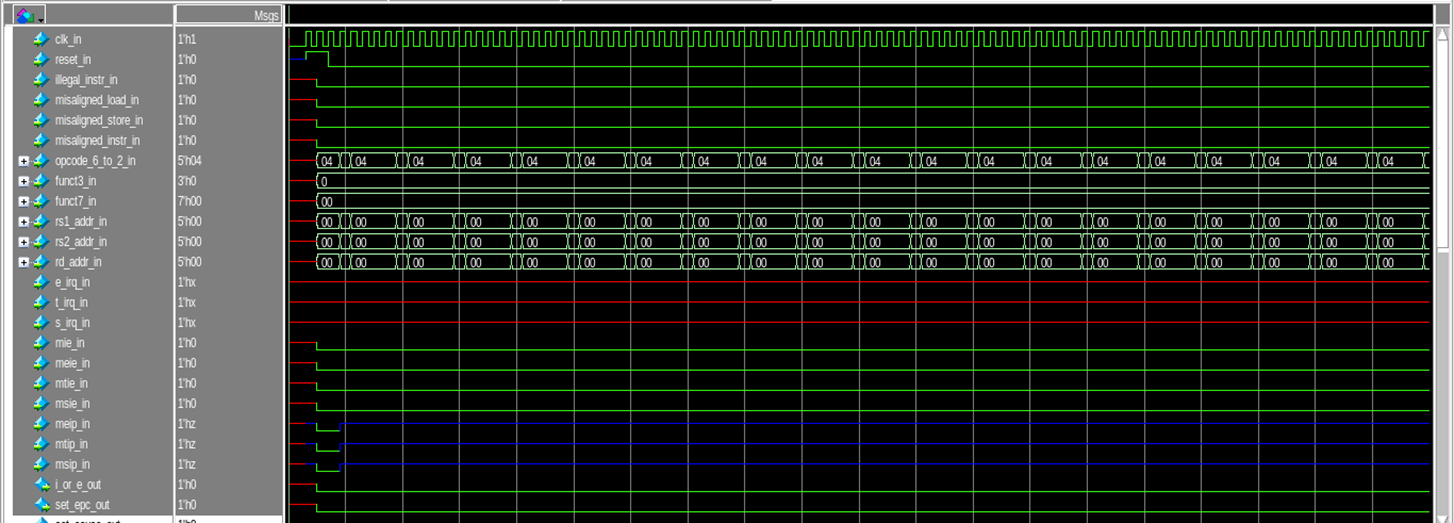 Msgs
clk_in 1'h1
reset_in 1'h0
illegal_instr_in 1'h0
misaligned_load_in 1'h0
misaligned_store_in 1'h0
misaligned_instr_in 1'h0
opcode_6_to_2_in 5'h04 04 04 04 04 04 04 04 04 04 04 04 04 04 04 04 04 04 04 04 04
funct3_in 3'h0 0
funct7_in 7'h00 00
rs1_addr_in 5'h00 00 00 00 00 00 00 00 00 00 00 00 00 00 00 00 00 00 00 00 00
rs2_addr_in 5'h00 00 00 00 00 00 00 00 00 00 00 00 00 00 00 00 00 00 00 00 00
rd_addr_in 5'h00 00 00 00 00 00 00 00 00 00 00 00 00 00 00 00 00 00 00 00 00
e_irq_in 1'hx
t_irq_in 1'hx
s_irq_in 1'hx
mie_in 1'h0
meie_in 1'h0
mtie_in 1'h0
msie_in 1'h0
meip_in 1'hz
mtip_in 1'hz
msip_in 1'hz
i_or_e_out 1'h0
set_epc_out 1'h0